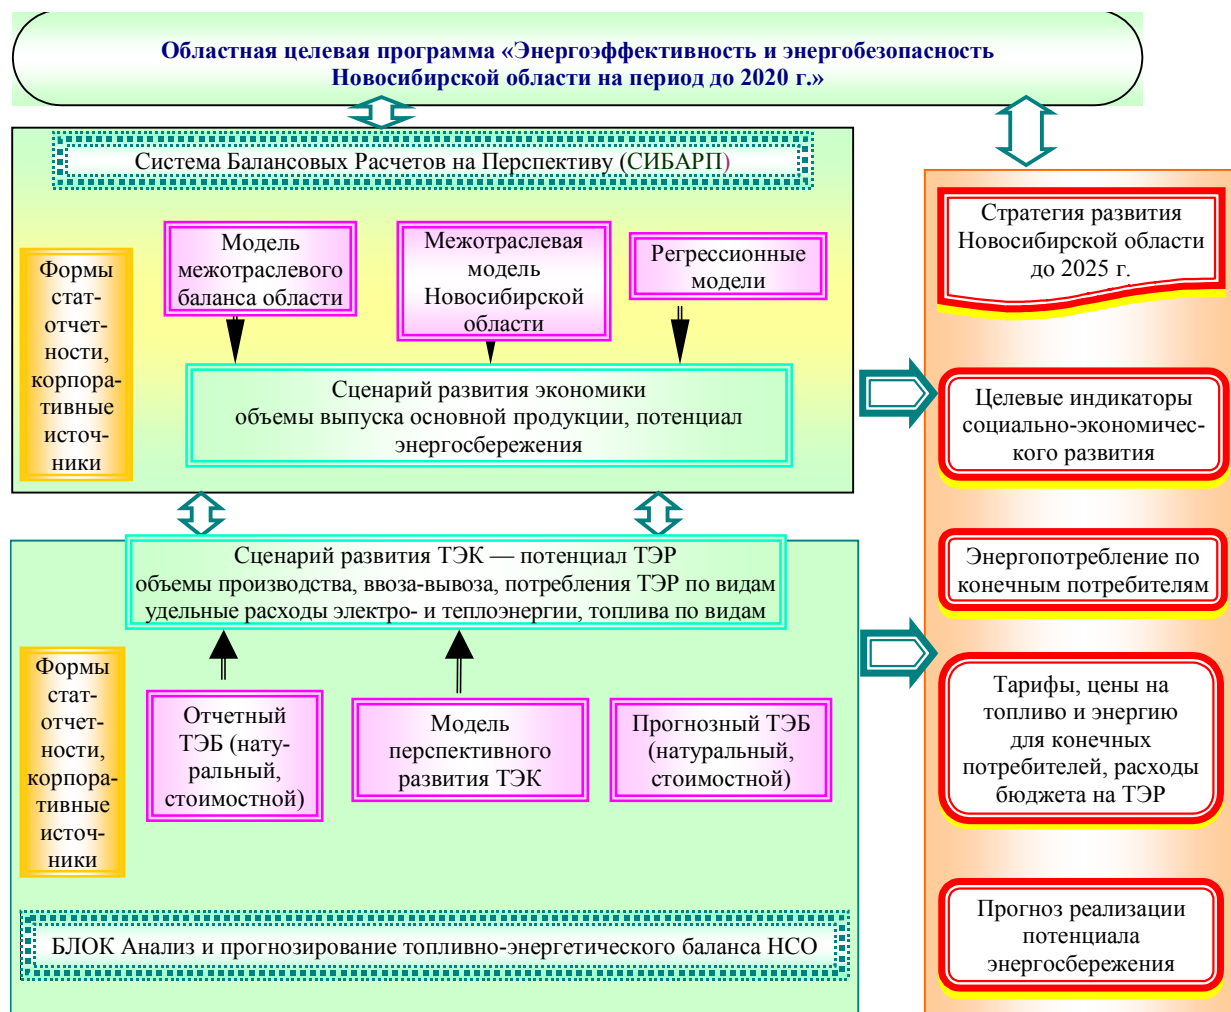 Областная целевая программа «Энергоэффективность и энергобезопасность
Новосибирской области на период до 2020 г.»
Система Балансовых Расчетов на Перспективу (СИБАРП)
Формы
стат-
отчет-
ности,
корпора-
тивные
источ-
ники
Модель
межотраслевого
баланса области
Межотраслевая
модель
Новосибирской
области
Регрессионные
модели
Сценарий развития экономики
объемы выпуска основной продукции, потенциал
энергосбережения
Сценарий развития ТЭК — потенциал ТЭР
объемы производства, ввоза-вывоза, потребления ТЭР по видам
удельные расходы электро- и теплоэнергии, топлива по видам
Формы
стат-
отчет-
ности,
корпора-
тивные
источ-
ники
Отчетный
ТЭБ (нату-
ральный,
стоимостной)
Модель
перспективного
развития ТЭК
Прогнозный ТЭБ
(натуральный,
стоимостной)
БЛОК Анализ и прогнозирование топливно-энергетического баланса НСО
Стратегия развития
Новосибирской области
до 2025 г.
Целевые индикаторы
социально-экономичес-
кого развития
Энергопотребление по
конечным потребителям
Тарифы, цены на
топливо и энергию
для конечных
потребителей, расходы
бюджета на ТЭР
Прогноз реализации
потенциала
энергосбережения